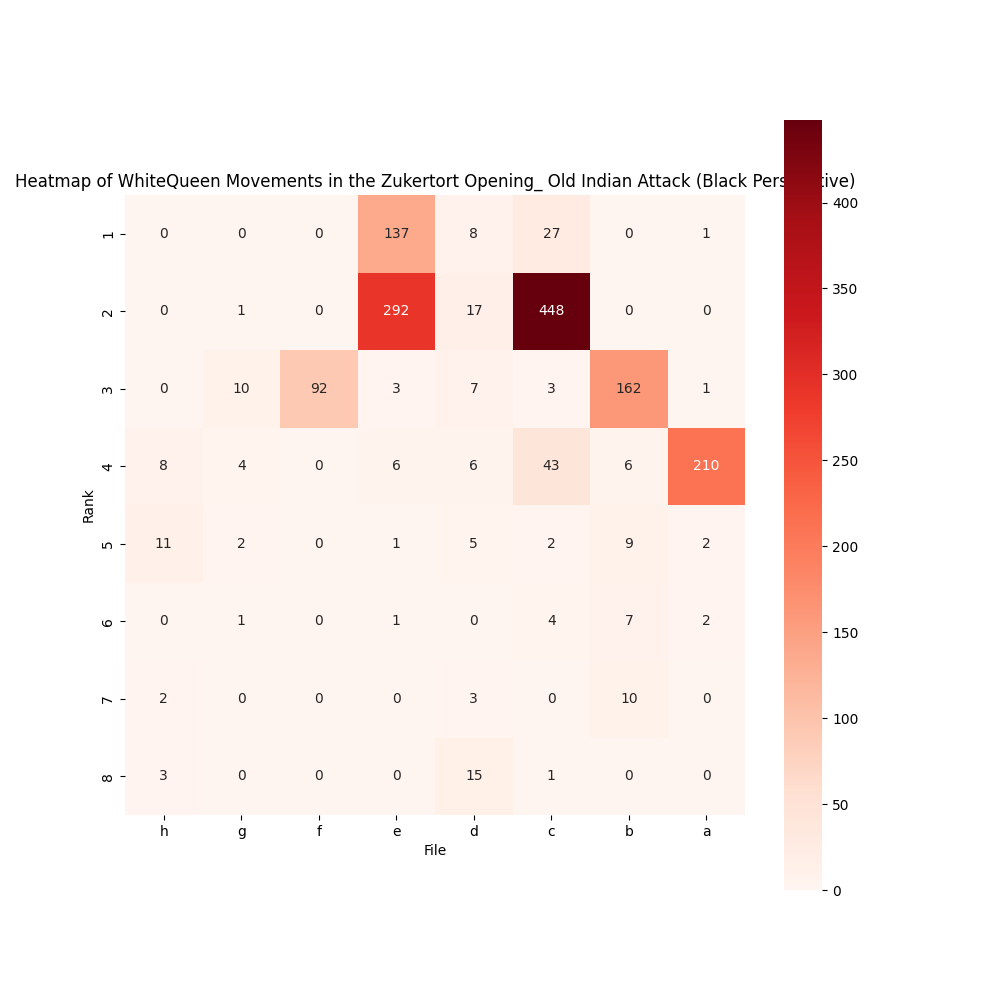 Heatmap of WhiteQueen Movements in the Zukertort Opening_ Old Indian Attack (Black Perspective)
400
350
300
250
200
150
100
50
0
Rank
1 0 0 0 137 8 27 0 1
2 0 1 0 292 17 448 0 0
3 0 10 92 3 7 3 162 1
4 8 4 0 6 6 43 6 210
5 11 2 0 1 5 2 9 2
6 0 1 0 1 0 4 7 2
7 2 0 0 0 3 0 10 0
8 3 0 0 0 15 1 0 0
h g f e d c b a
File